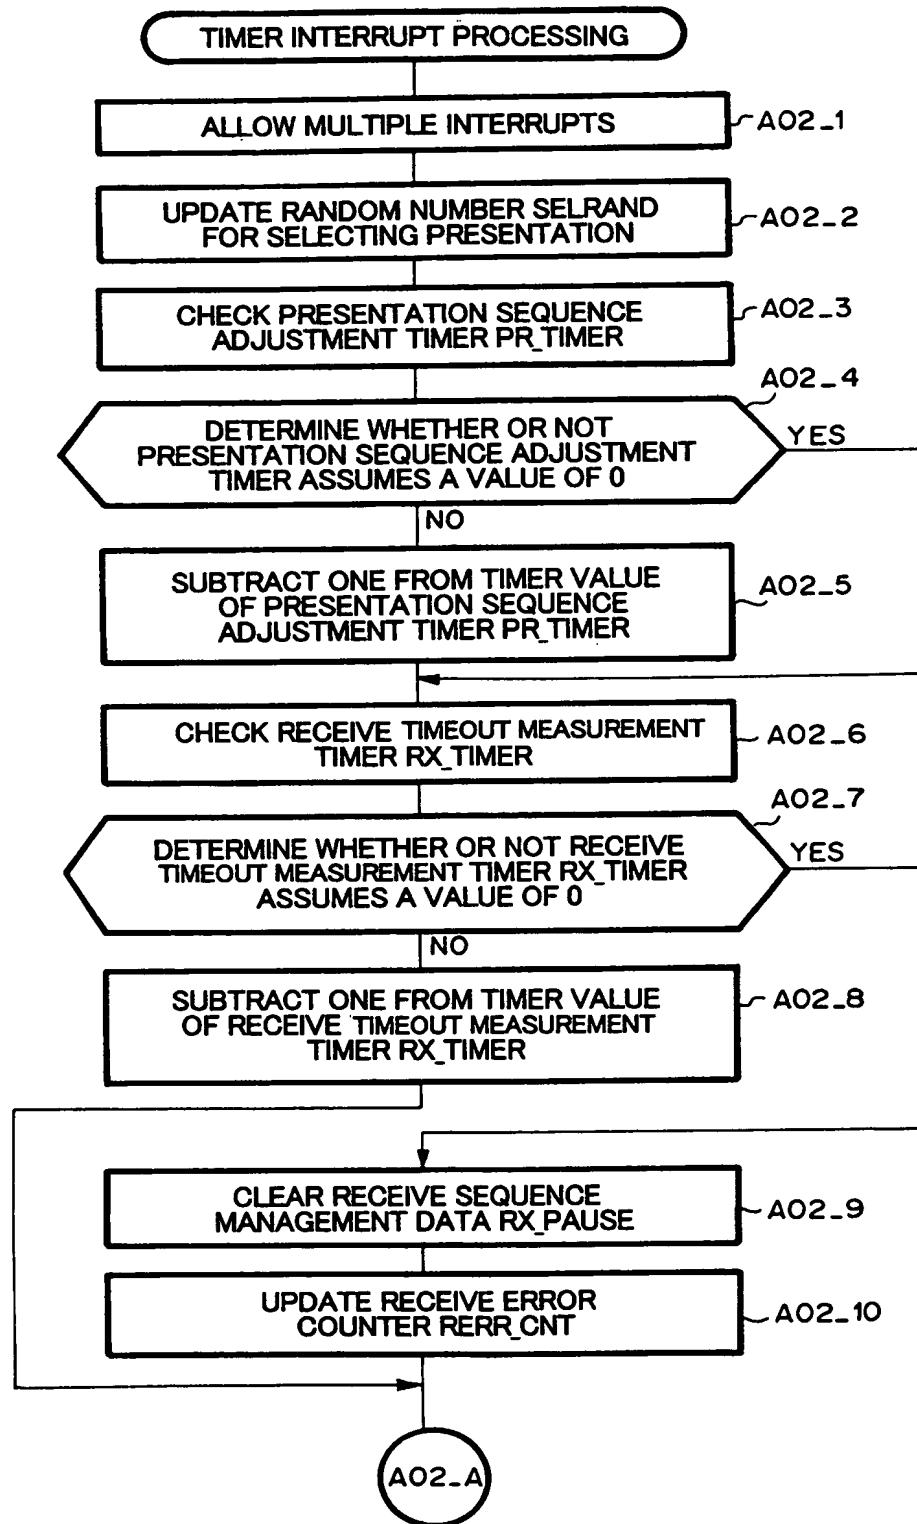 TIMER INTERRUPT PROCESSING
ALLOW MULTIPLE INTERRUPTS
A02_1
UPDATE RANDOM NUMBER SELRAND
FOR SELECTING PRESENTATION
A02_2
CHECK PRESENTATION SEQUENCE
ADJUSTMENT TIMER PR_TIMER
A02_3
A02_4
DETERMINE WHETHER OR NOT
PRESENTATION SEQUENCE ADJUSTMENT
TIMER ASSUMES A VALUE OF 0
YES
NO
SUBTRACT ONE FROM TIMER VALUE
OF PRESENTATION SEQUENCE
ADJUSTMENT TIMER PR_TIMER
A02_5
CHECK RECEIVE TIMEOUT MEASUREMENT
TIMER RX_TIMER
A02_6
A02_7
DETERMINE WHETHER OR NOT RECEIVE
TIMEOUT MEASUREMENT TIMER RX_TIMER
ASSUMES A VALUE OF 0
YES
NO
SUBTRACT ONE FROM TIMER VALUE
OF RECEIVE TIMEOUT MEASUREMENT
TIMER RX_TIMER
A02_8
CLEAR RECEIVE SEQUENCE
MANAGEMENT DATA RX_PAUSE
A02_9
UPDATE RECEIVE ERROR
COUNTER RERR_CNT
A02_10
A02_A